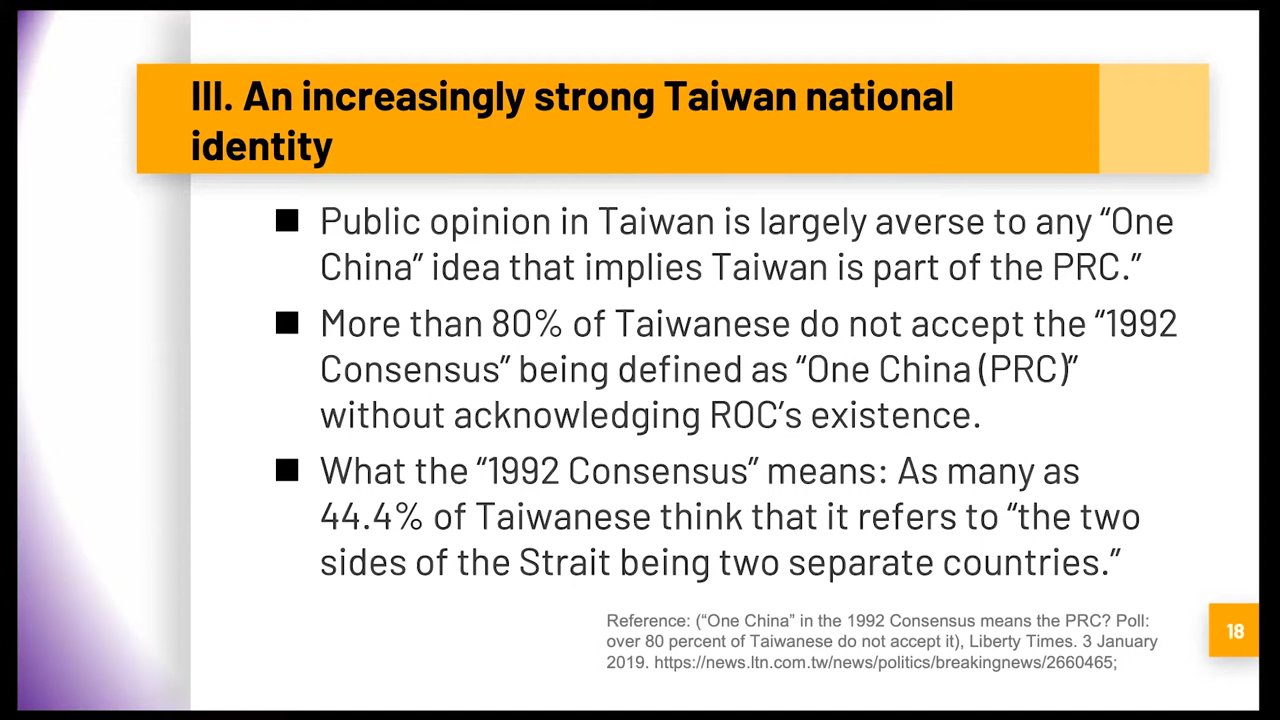 III. An increasingly strong Taiwan national
identity
■ Public opinion in Taiwan is largely averse to any “One
China” idea that implies Taiwan is part of the PRC.”
■ More than 80% of Taiwanese do not accept the “1992
Consensus” being defined as “One China (PRC)”
without acknowledging ROC’s existence.
■ What the “1992 Consensus” means: As many as
44.4% of Taiwanese think that it refers to “the two
sides of the Strait being two separate countries.”
Reference: (“One China” in the 1992 Consensus means the PRC? Poll:
over 80 percent of Taiwanese do not accept it), Liberty Times. 3 January
2019. https://news.ltn.com.tw/news/politics/breakingnews/2660465;
18